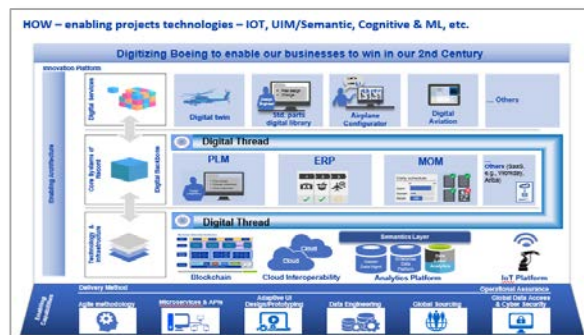 HOW – enabling projects technologies – IOT, UIM/Semantic, Cognitive & ML, etc.
Digitizing Boeing to enable our businesses to win in our 2nd Century
Innovation Platform
Enabling Architecture
Digital Services
Digital twin
Std. parts
digital library
Airplane
Configurator
Digital
Aviation
... Others
Core Systems of
Record
Digital Backbone
Digital Thread
PLM
ERP
MOM
Others (SaaS,
e.g., Workday,
Ariba)
Digital Thread
Technology &
Infrastructure
Blockchain
Cloud
Cloud
Cloud Interoperability
Semantics Layer
Analytics
Analytics Platform
IoT Platform
Enabling
Capabilities
Delivery Method
Operational Assurance
Agile methodology
Microservices & APIs
Adaptive UI
Design/Prototyping
Data Engineering
Global Sourcing
Global Data Access
& Cyber Security